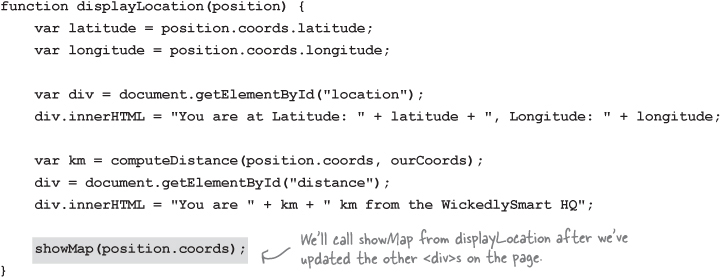 function displayLocation(position) {
var latitude = position.coords.latitude;
var longitude = position.coords.longitude;
var div = document.getElementById("location");
div.innerHTML = "You are at Latitude: " + latitude + ", Longitude: " + longitude;
var km = computeDistance(position.coords, ourCoords);
div = document.getElementById("distance");
div.innerHTML = "You are " + km + " km from the WickedlySmart HQ";
showMap(position.coords);
We'll call showMap from displayLocation after we've
updated the other <div>s on the page.
}